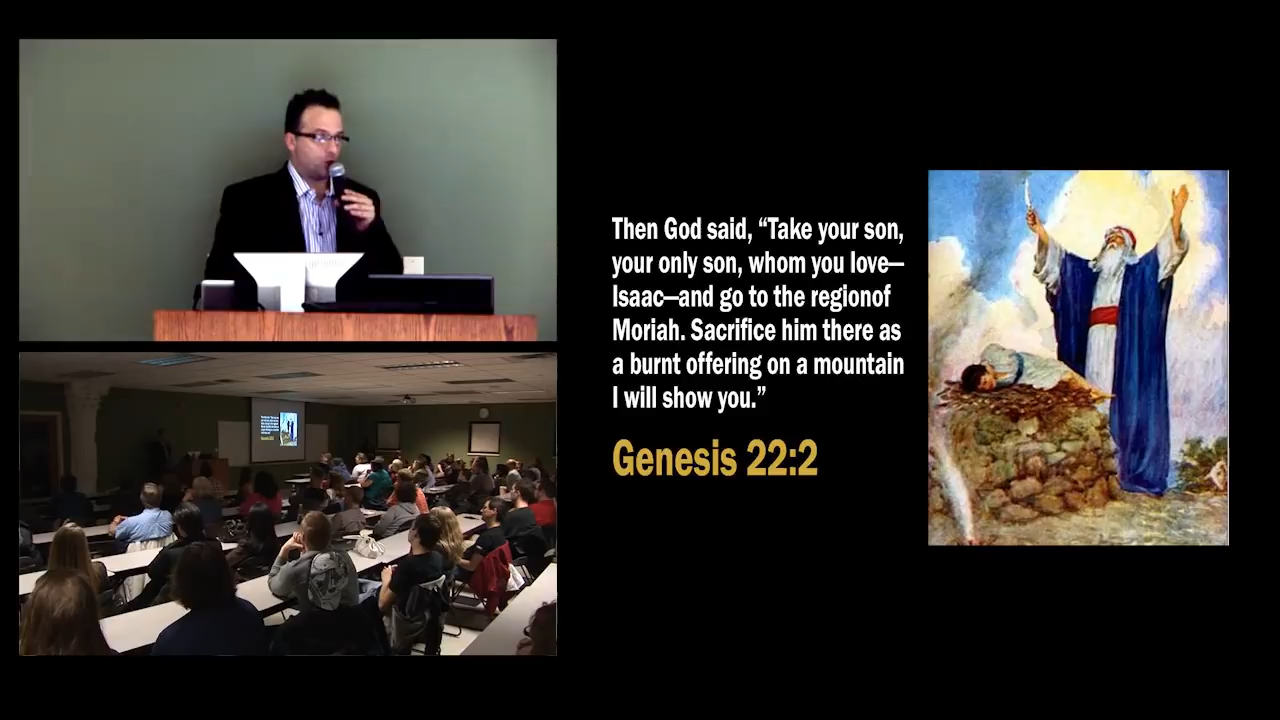 Then God said, “Take your son,
your only son, whom you love—
Isaac—and go to the regionof
Moriah. Sacrifice him there as
a burnt offering on a mountain
I will show you.”
Genesis 22:2